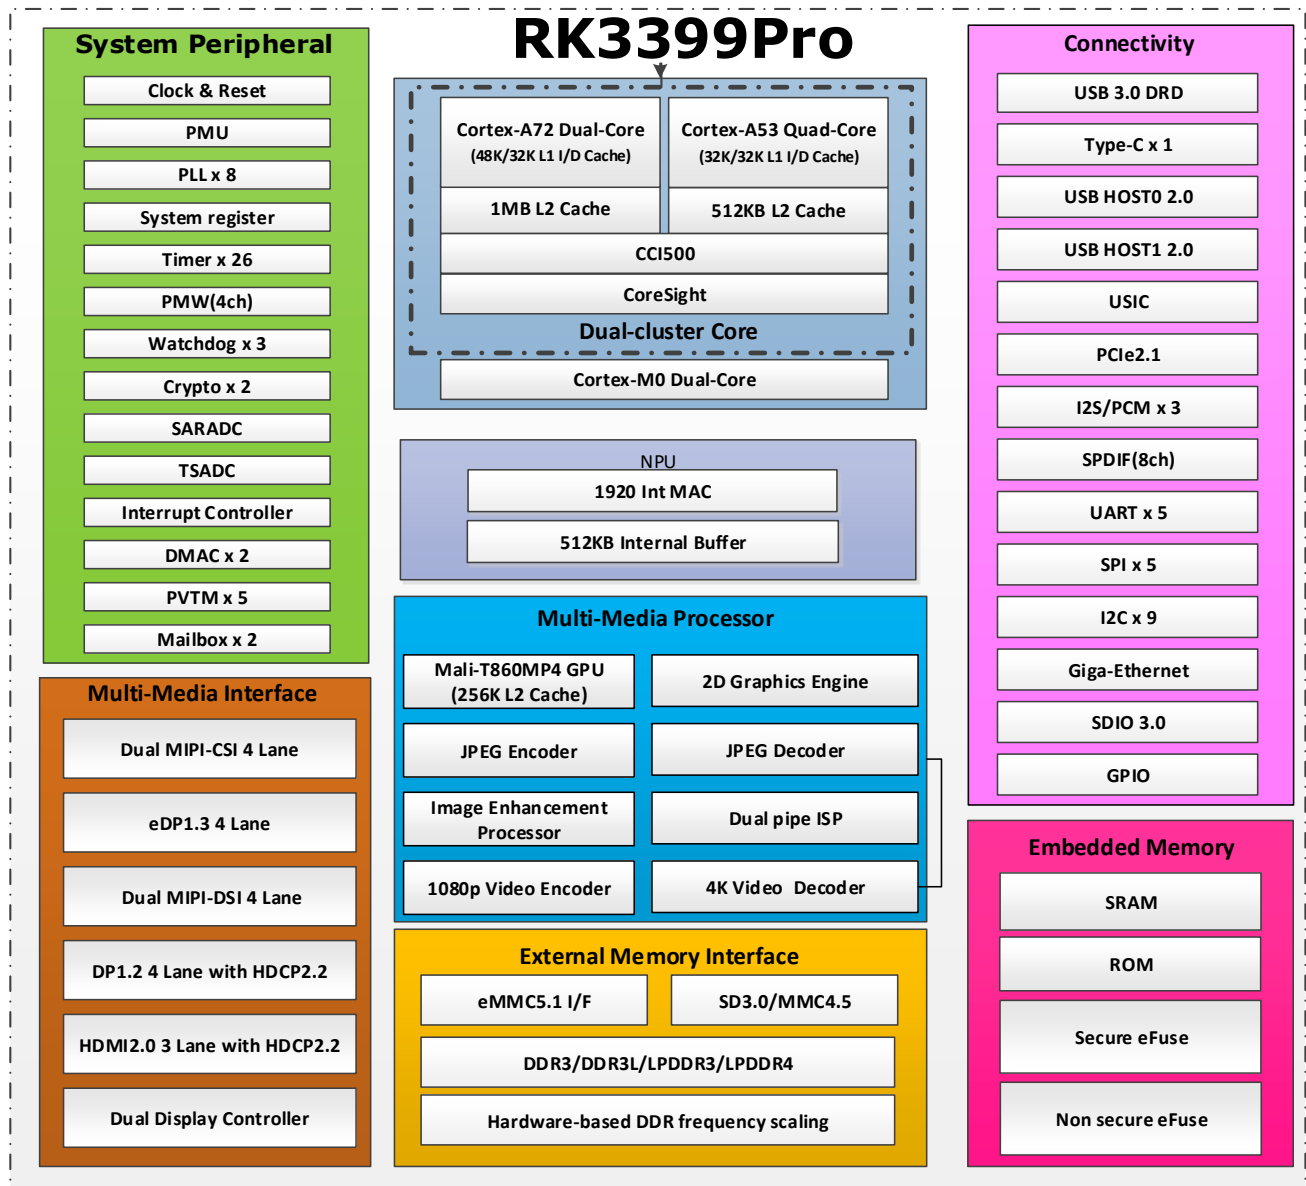 RK3399Pro
System Peripheral
Clock & Reset
PMU
PLL x 8
System register
Timer x 26
PMW(4ch)
Watchdog x 3
Crypto x 2
SARADC
TSADC
Interrupt Controller
DMAC x 2
PVTM x 5
Mailbox x 2
Multi-Media Interface
Dual MIPI-CSI 4 Lane
eDP1.3 4 Lane
Dual MIPI-DSI 4 Lane
DP1.2 4 Lane with HDCP2.2
HDMI2.0 3 Lane with HDCP2.2
Dual Display Controller
Cortex-A72 Dual-Core
(48K/32K L1 I/D Cache)
Cortex-A53 Quad-Core
(32K/32K L1 I/D Cache)
1MB L2 Cache
512KB L2 Cache
CCI500
CoreSight
Dual-cluster Core
Cortex-M0 Dual-Core
NPU
1920 Int MAC
512KB Internal Buffer
Multi-Media Processor
Mali-T860MP4 GPU
(256K L2 Cache)
2D Graphics Engine
JPEG Encoder
JPEG Decoder
Image Enhancement
Processor
Dual pipe ISP
1080p Video Encoder
4K Video  Decoder
External Memory Interface
eMMC5.1 I/F
SD3.0/MMC4.5
DDR3/DDR3L/LPDDR3/LPDDR4
Hardware-based DDR frequency scaling
Connectivity
USB 3.0 DRD
Type-C x 1
USB HOST0 2.0
USB HOST1 2.0
USIC
PCIe2.1
I2S/PCM x 3
SPDIF(8ch)
UART x 5
SPI x 5
I2C x 9
Giga-Ethernet
SDIO 3.0
GPIO
Embedded Memory
SRAM
ROM
Secure eFuse
Non secure eFuse